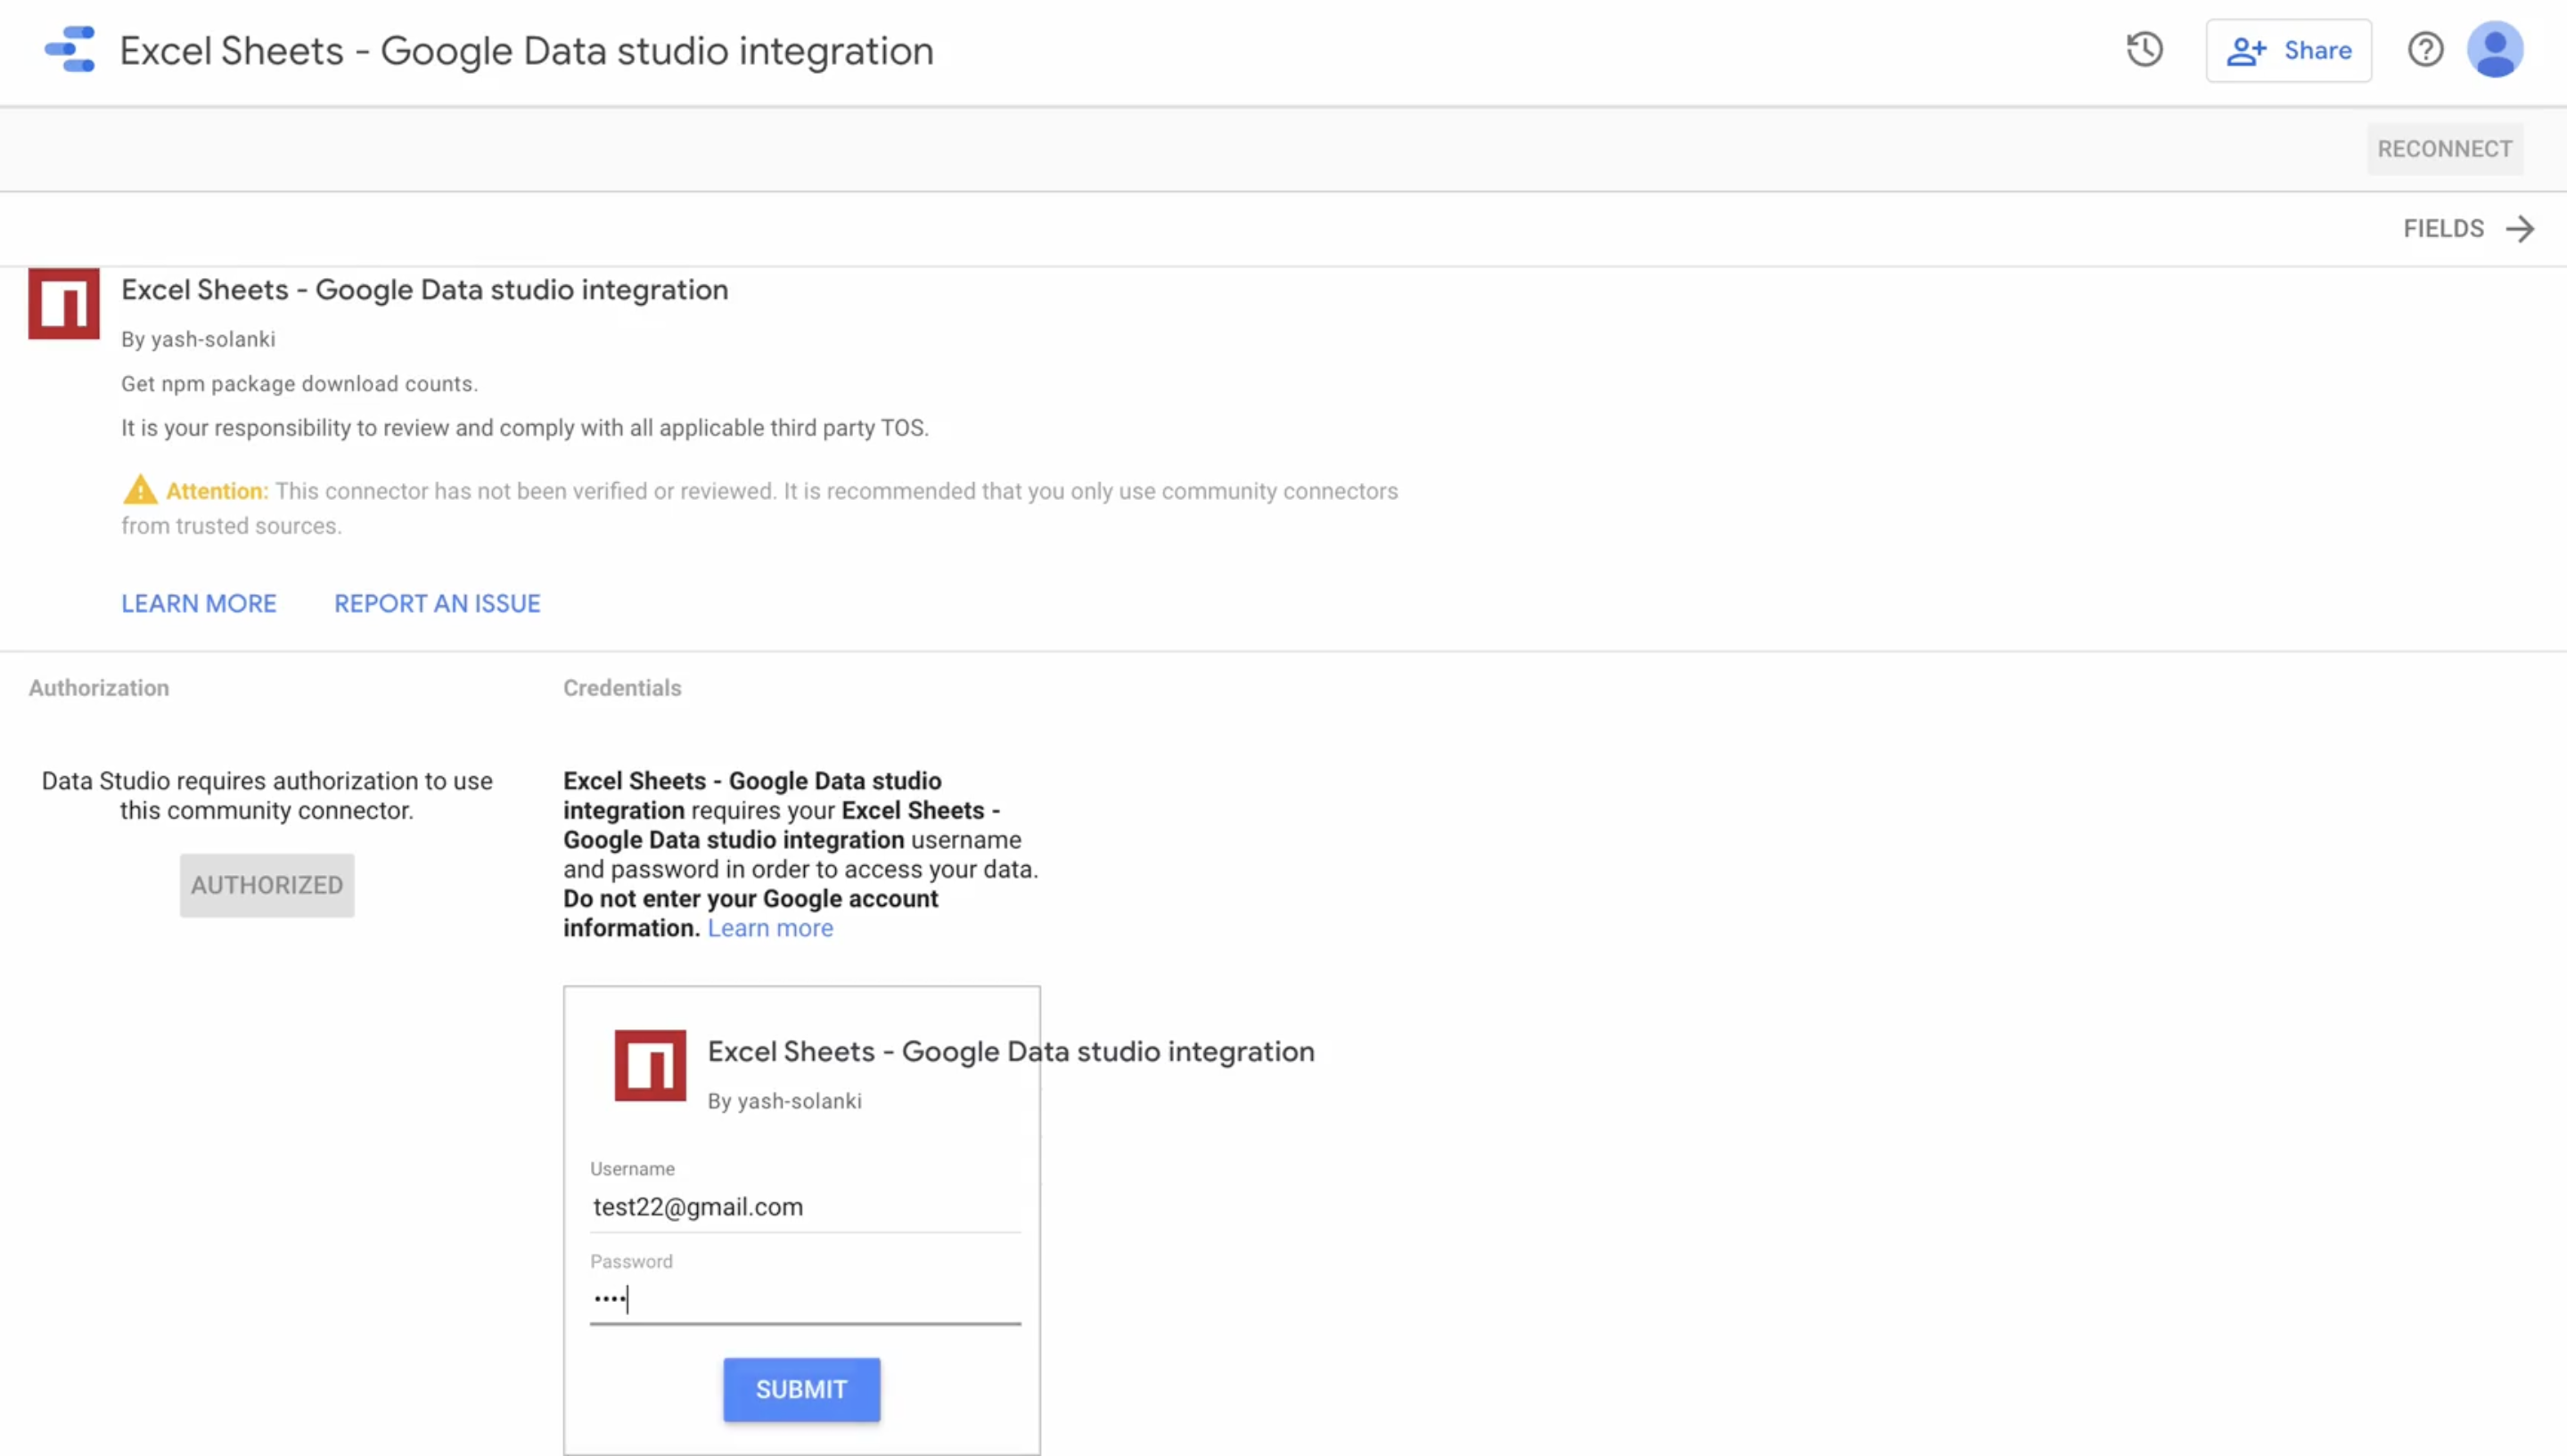 Excel Sheets - Google Data studio integration
Share
RECONNECT
FIELDS
Excel Sheets - Google Data studio integration
By yash-solanki
Get npm package download counts.
It is your responsibility to review and comply with all applicable third party TOS.
Attention: This connector has not been verified or reviewed. It is recommended that you only use community connectors
from trusted sources.
LEARN MORE REPORT AN ISSUE
Authorization
Data Studio requires authorization to use
this community connector.
AUTHORIZED
Credentials
Excel Sheets - Google Data studio
integration requires your Excel Sheets -
Google Data studio integration username
and password in order to access your data.
Do not enter your Google account
information. Learn more
Excel Sheets - Google Data studio integration
By yash-solanki
Username
test22@gmail.com
Password
••••
SUBMIT